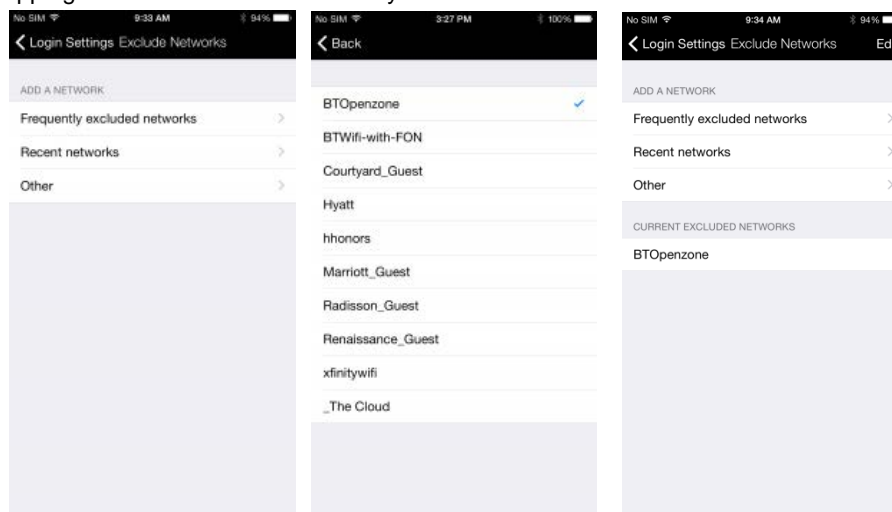 No SIM 9:33 AM 94%
Login Settings Exclude Networks
ADD A NETWORK
Frequently excluded networks
Recent networks
Other
No SIM 3:27 PM 100%
Back
BTOpenzone
BTWifi-with-FON
Courtyard_Guest
Hyatt
hhonors
Marriott_Guest
Radisson_Guest
Renaissance_Guest
xfinitywifi
_The Cloud
No SIM 9:34 AM 94%
Login Settings Exclude Networks Ed
ADD A NETWORK
Frequently excluded networks
Recent networks
Other
CURRENT EXCLUDED NETWORKS
BTOpenzone